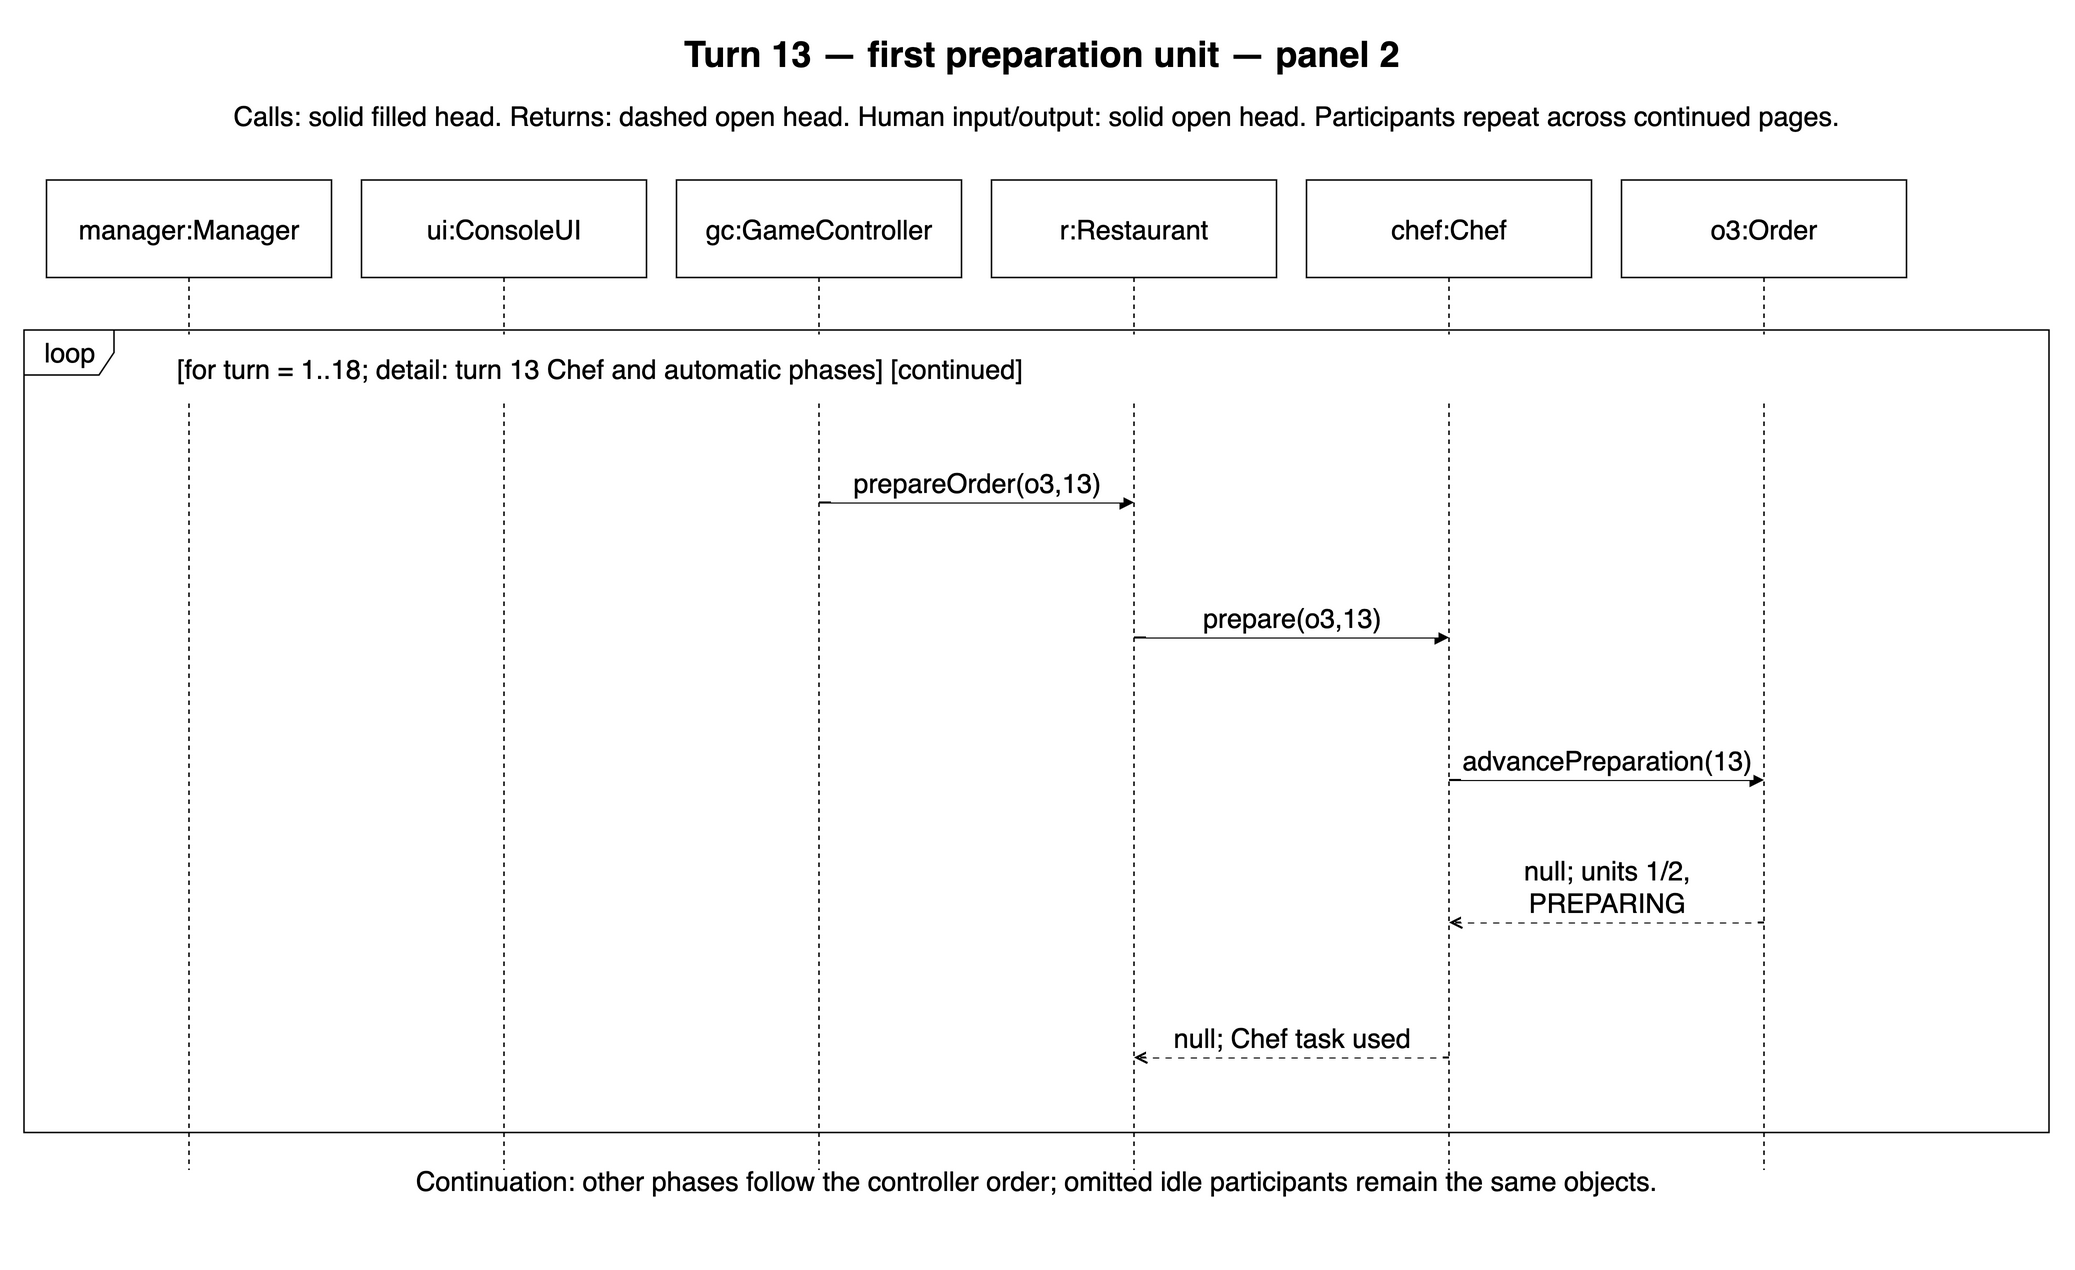 Turn 13 — first preparation unit — panel 2
Calls: solid filled head. Returns: dashed open head. Human input/output: solid open head. Participants repeat across continued pages.
manager:Manager
ui:ConsoleUI
gc:GameController
r:Restaurant
chef:Chef
o3:Order
loop
[for turn = 1..18; detail: turn 13 Chef and automatic phases] [continued]
prepareOrder(o3,13)
prepare(o3,13)
advancePreparation(13)
null; units 1/2,
PREPARING
null; Chef task used
Continuation: other phases follow the controller order; omitted idle participants remain the same objects.